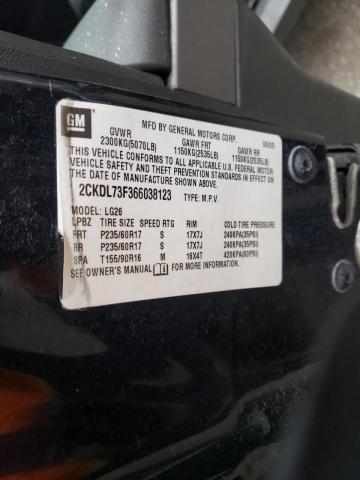 GM
MFD BY GENERAL MOTORS CORP. 09/05
GVWR GAWR FRT GAWR RR
2300KG(5070LB) 1150KG(2535LB) 1150KG(2535LB)
THIS VEHICLE CONFORMS TO ALL APPLICABLE U.S. FEDERAL MOTOR
VEHICLE SAFETY, BUMPER, AND THEFT PREVENTION STANDARDS IN EFFECT ON
THE DATE OF MANUFACTURE SHOWN ABOVE.
2CKDL73F366038123 TYPE: M.P.V.
MODEL: LG26
LPBZ TIRE SIZE SPEED RTG RIM COLD TIRE PRESSURE
FRT P235/60R17 S 17X7J 240KPA(35PSI)
RR P235/60R17 S 17X7J 240KPA(35PSI)
SPA T155/90R16 M 16X4T 420KPA(60PSI)
SEE OWNER'S MANUAL FOR ADDITIONAL INFORMATION.